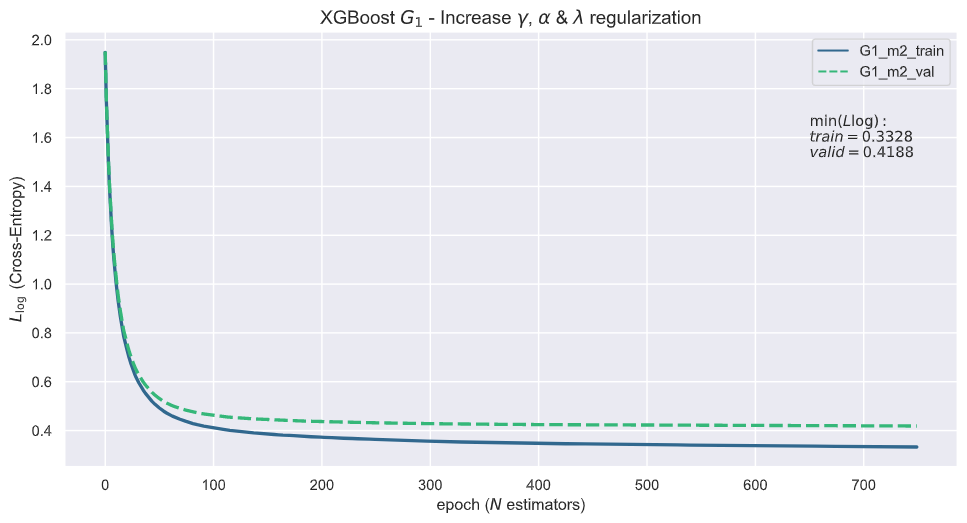 XGBoost G₁ - Increase γ, α & λ regularization
2.0
1.8
1.6
1.4
1.2
1.0
0.8
0.6
0.4
L_log (Cross-Entropy)
G1_m2_train
G1_m2_val
min(Llog) :
train = 0.3328
valid = 0.4188
0 100 200 300 400 500 600 700
epoch (N estimators)